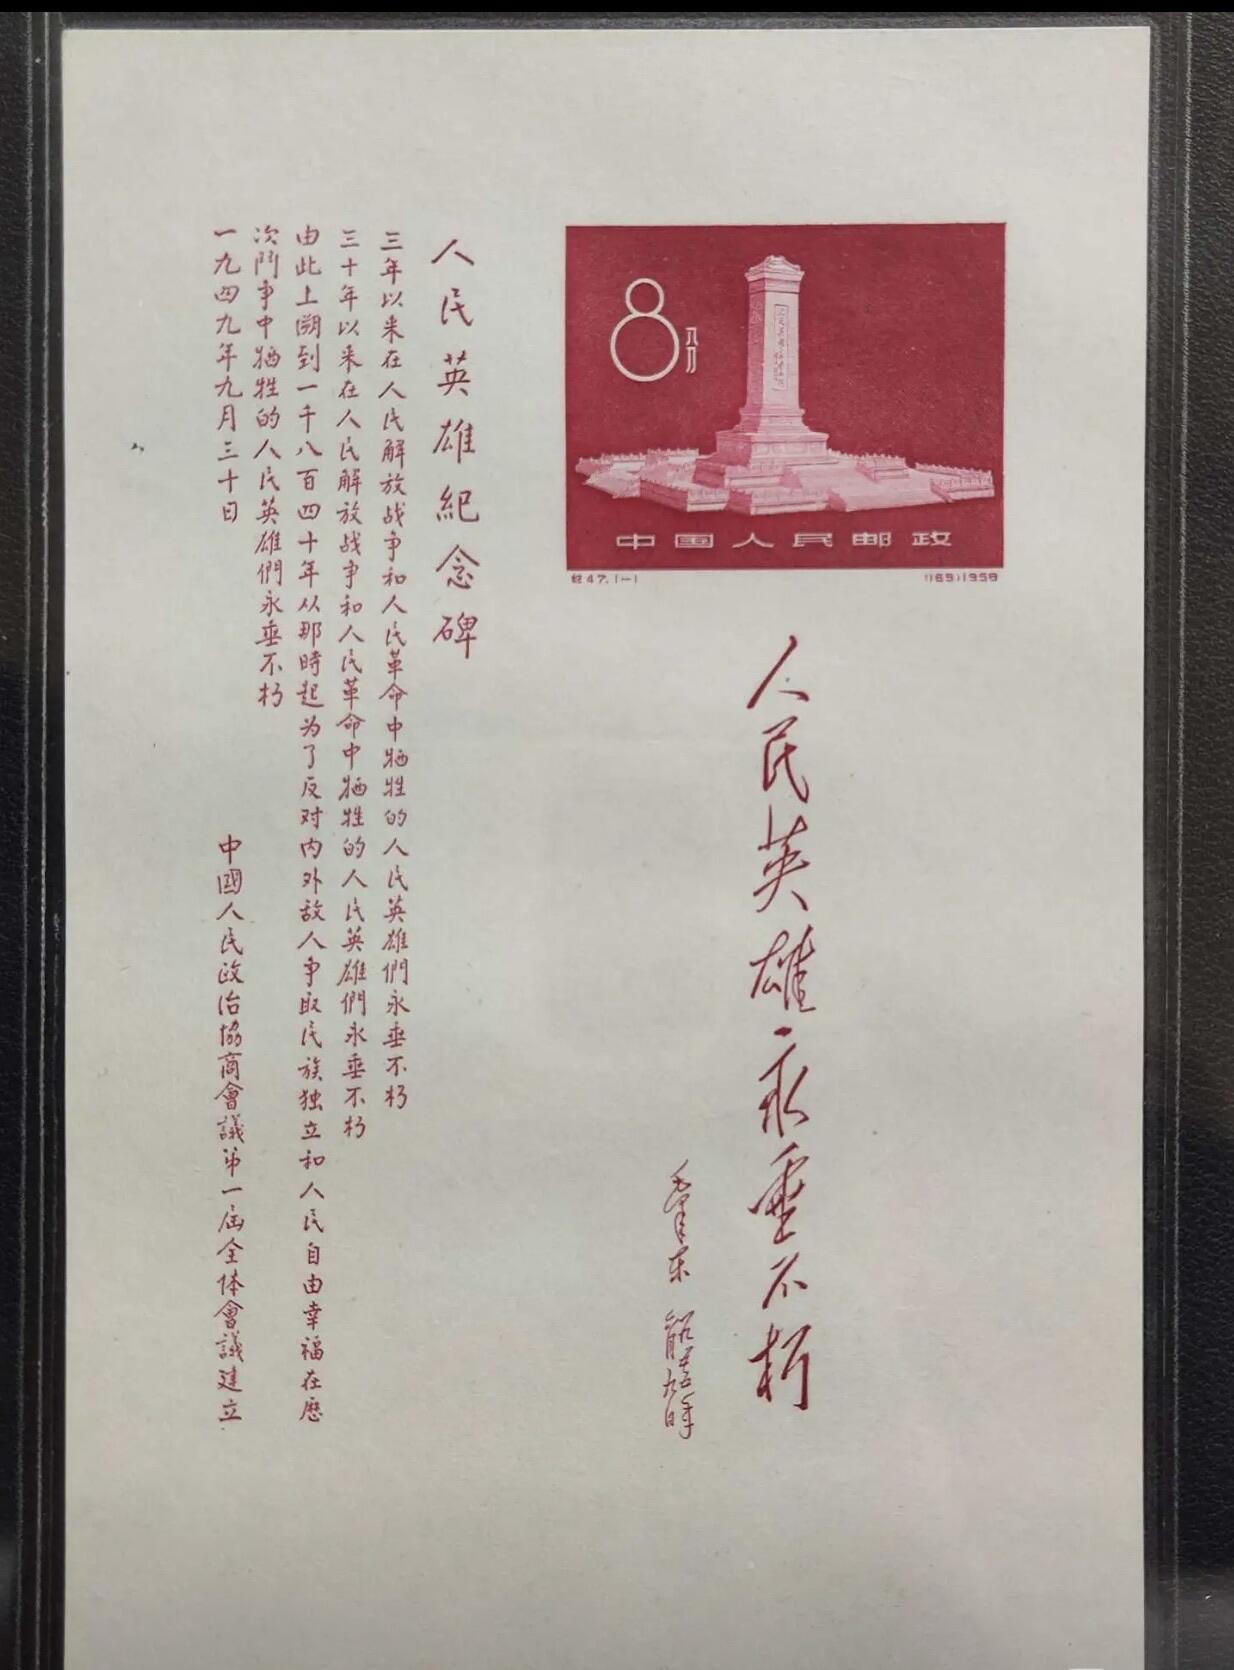 8分
中国人民邮政
纪47.1-1
(169)1958
人民英雄永垂不朽
毛泽东
人民英雄紀念碑
三年以来在人民解放战争和人民革命中牺牲的人民英雄們永垂不朽
三十年以来在人民解放战争和人民革命中牺牲的人民英雄們永垂不朽
由此上溯到一千八百四十年从那時起为了反对内外敌人争取民族独立和人民自由幸福在历
次鬥争中牺牲的人民英雄們永垂不朽
一九四九年九月三十日
中國人民政治協商會議第一届全体會議建立